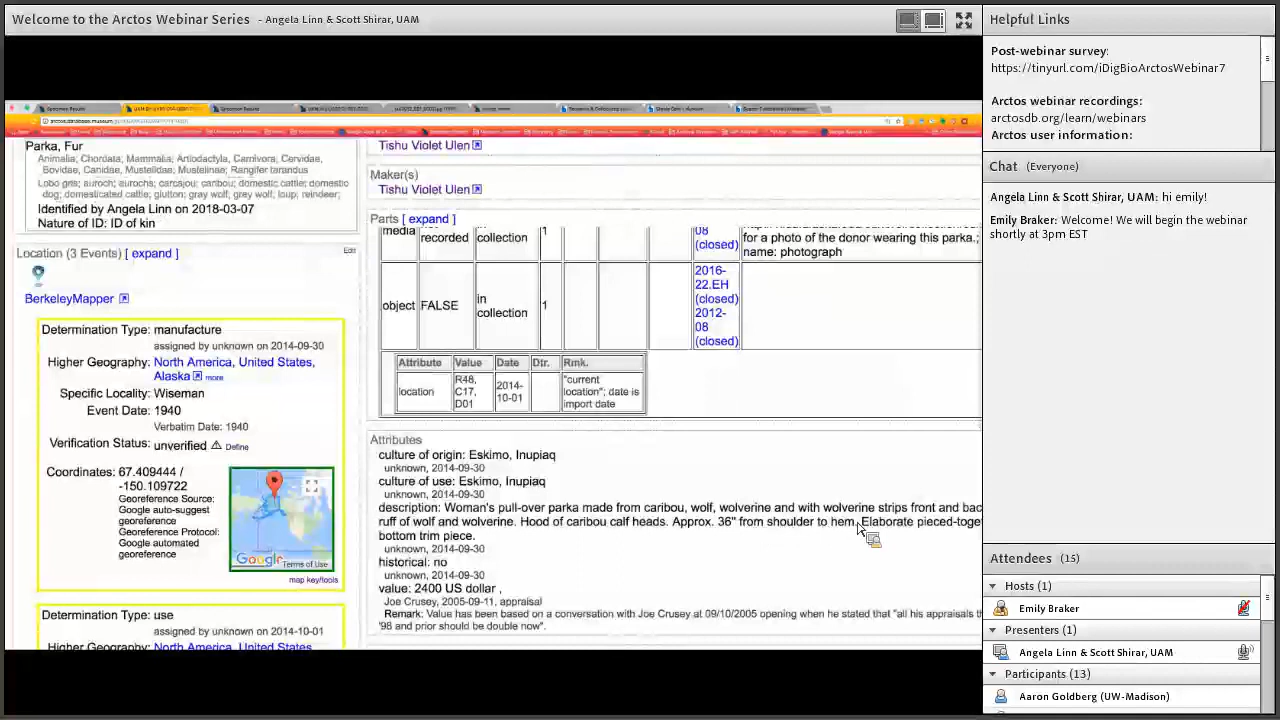 Welcome to the Arctos Webinar Series - Angela Linn & Scott Shirar, UAM
Parka, Fur
Animalia; Chordata; Mammalia; Artiodactyla, Carnivora; Cervidae,
Bovidae, Canidae, Mustelidae; Mustelinae; Rangifer tarandus
Lobo gris; auroch; aurochs; carcajou; caribou; domestic cattle; domestic
dog; domesticated cattle; glutton; gray wolf; grey wolf; loup; reindeer;
Identified by Angela Linn on 2018-03-07
Nature of ID: ID of kin
Location (3 Events) [ expand ]
Edit
BerkeleyMapper
Determination Type: manufacture
assigned by unknown on 2014-09-30
Higher Geography: North America, United States,
Alaska more
Specific Locality: Wiseman
Event Date: 1940
Verbatim Date: 1940
Verification Status: unverified ⚠ Define
Coordinates: 67.409444 /
-150.109722
Georeference Source:
Google auto-suggest
georeference
Georeference Protocol:
Google automated
georeference
Google Terms of Use
map key/tools
Determination Type: use
assigned by unknown on 2014-10-01
Higher Geography: North America, United States,
Tishu Violet Ulen
Maker(s)
Tishu Violet Ulen
Parts [ expand ]
media recorded collection 1 08 (closed) for a photo of the donor wearing this parka.;
name: photograph
object FALSE in collection 1 2016-22.EH (closed) 2012-08 (closed)
Attribute Value Date Dtr. Rmk.
location R48, C17, D01 2014-10-01 "current location"; date is import date
Attributes
culture of origin: Eskimo, Inupiaq
unknown, 2014-09-30
culture of use: Eskimo, Inupiaq
unknown, 2014-09-30
description: Woman's pull-over parka made from caribou, wolf, wolverine and with wolverine strips front and bac
ruff of wolf and wolverine. Hood of caribou calf heads. Approx. 36" from shoulder to hem. Elaborate pieced-toge
bottom trim piece.
unknown, 2014-09-30
historical: no
unknown, 2014-09-30
value: 2400 US dollar ,
Joe Crusey, 2005-09-11, appraisal
Remark: Value has been based on a conversation with Joe Crusey at 09/10/2005 opening when he stated that "all his appraisals th
'98 and prior should be double now".
Helpful Links
Post-webinar survey:
https://tinyurl.com/iDigBioArctosWebinar7
Arctos webinar recordings:
arctosdb.org/learn/webinars
Arctos user information:
Chat (Everyone)
Angela Linn & Scott Shirar, UAM: hi emily!
Emily Braker: Welcome! We will begin the webinar
shortly at 3pm EST
Attendees (15)
Hosts (1)
Emily Braker
Presenters (1)
Angela Linn & Scott Shirar, UAM
Participants (13)
Aaron Goldberg (UW-Madison)